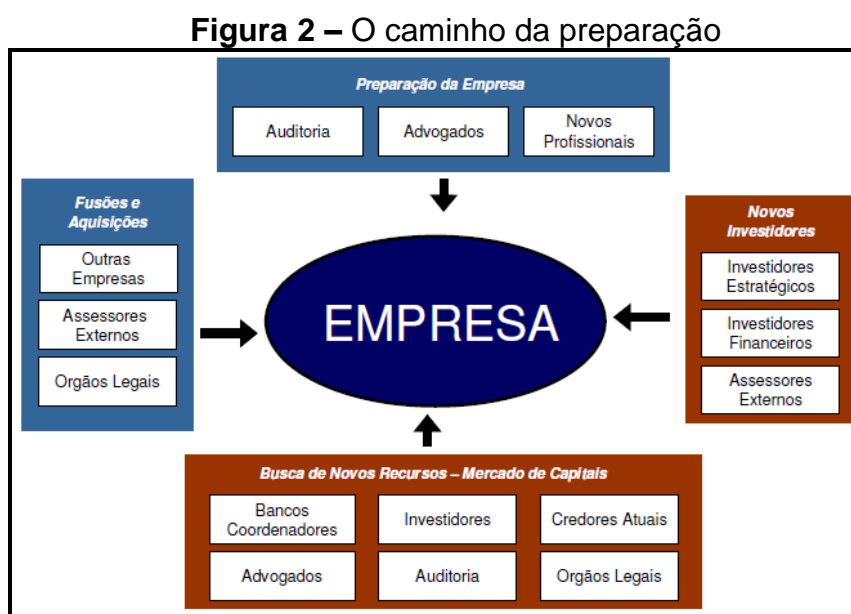 Figura 2 – O caminho da preparação
Preparação da Empresa
Auditoria
Advogados
Novos
Profissionais
Fusões e
Aquisições
Outras
Empresas
Assessores
Externos
Orgãos Legais
EMPRESA
Novos
Investidores
Investidores
Estratégicos
Investidores
Financeiros
Assessores
Externos
Busca de Novos Recursos – Mercado de Capitais
Bancos
Coordenadores
Investidores
Credores Atuais
Advogados
Auditoria
Orgãos Legais